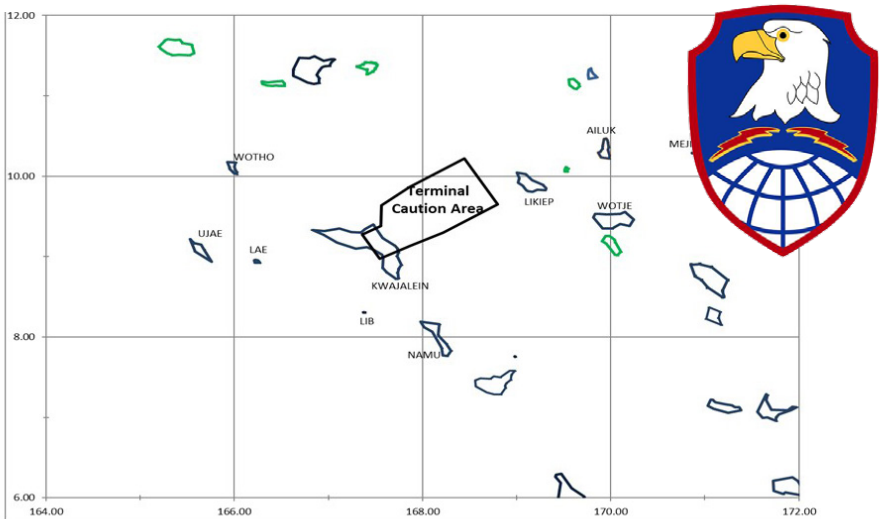 12.00
AILUK
MEJI
WOTHO
10.00
Terminal
Caution Area
LIKIEP
WOTJE
UJAE
LAE
KWAJALEIN
LIB
8.00
NAMU
6.00
164.00 166.00 168.00 170.00 172.00